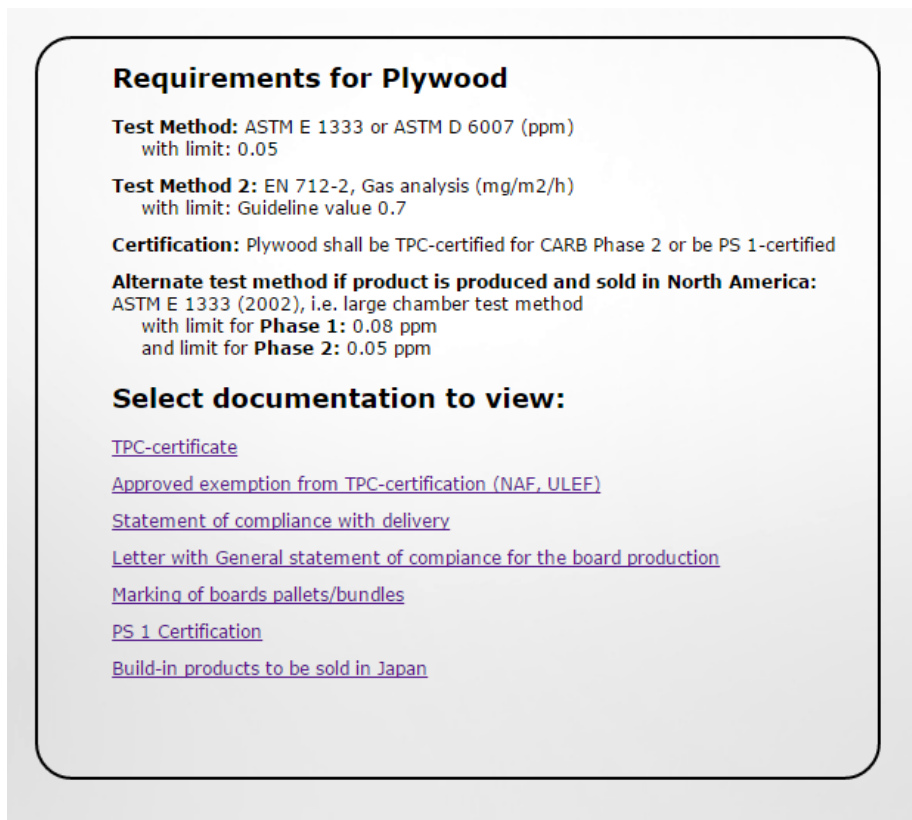 Requirements for Plywood
Test Method: ASTM E 1333 or ASTM D 6007 (ppm)
with limit: 0.05
Test Method 2: EN 712-2, Gas analysis (mg/m2/h)
with limit: Guideline value 0.7
Certification: Plywood shall be TPC-certified for CARB Phase 2 or be PS 1-certified
Alternate test method if product is produced and sold in North America:
ASTM E 1333 (2002), i.e. large chamber test method
with limit for Phase 1: 0.08 ppm
and limit for Phase 2: 0.05 ppm
Select documentation to view:
TPC-certificate
Approved exemption from TPC-certification (NAF, ULEF)
Statement of compliance with delivery
Letter with General statement of compiance for the board production
Marking of boards pallets/bundles
PS 1 Certification
Build-in products to be sold in Japan